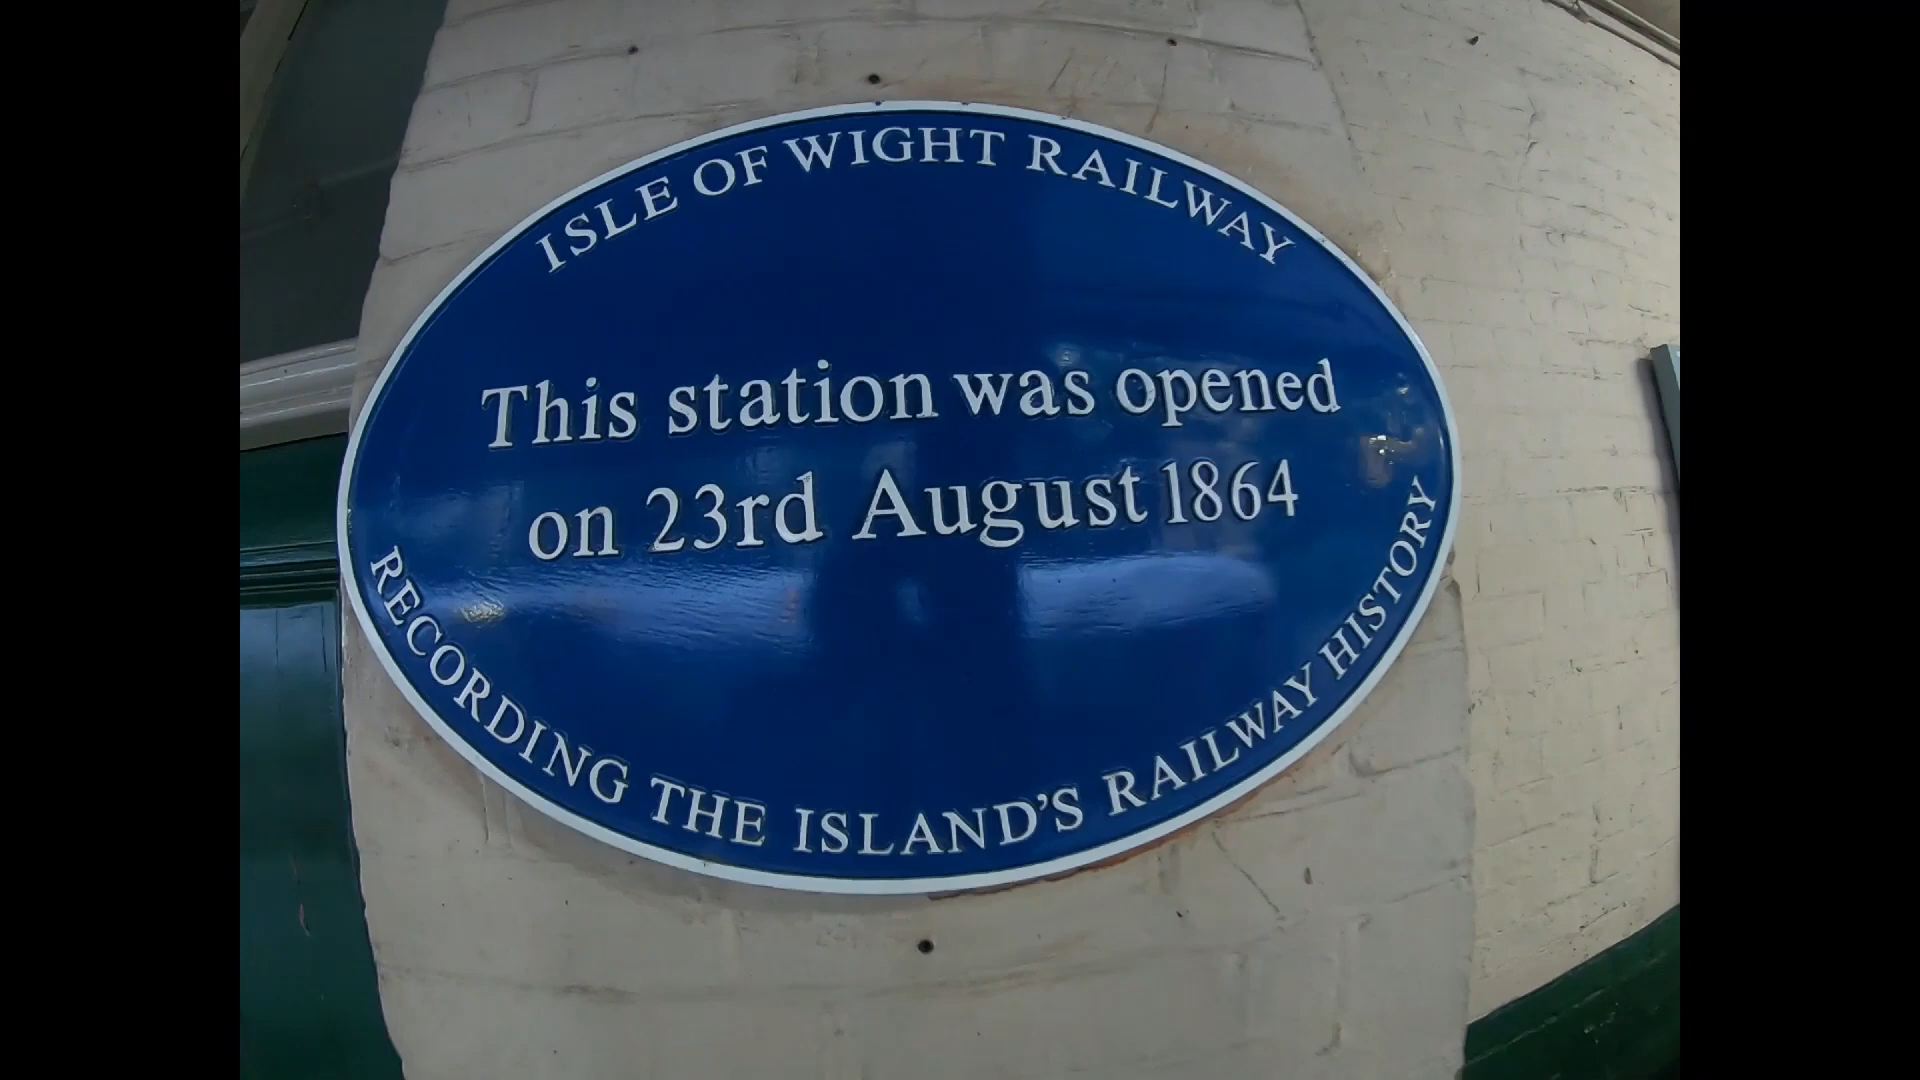 ISLE OF WIGHT RAILWAY
This station was opened
on 23rd August 1864
RECORDING THE ISLAND'S RAILWAY HISTORY